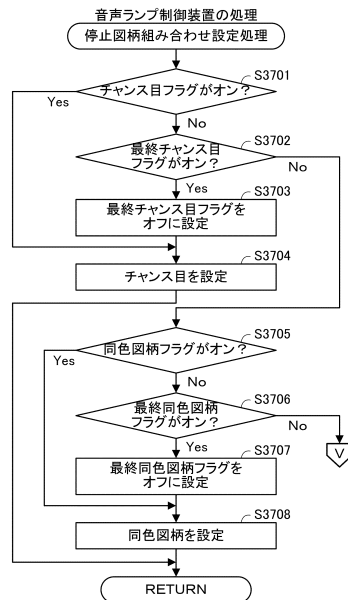 音声ランプ制御装置の処理
停止図柄組み合わせ設定処理
S3701
チャンス目フラグがオン？
Yes
No
S3702
最終チャンス目
フラグがオン？
No
Yes
S3703
最終チャンス目フラグを
オフに設定
S3704
チャンス目を設定
S3705
同色図柄フラグがオン？
Yes
No
S3706
最終同色図柄
フラグがオン？
No
V
Yes
S3707
最終同色図柄フラグを
オフに設定
S3708
同色図柄を設定
RETURN